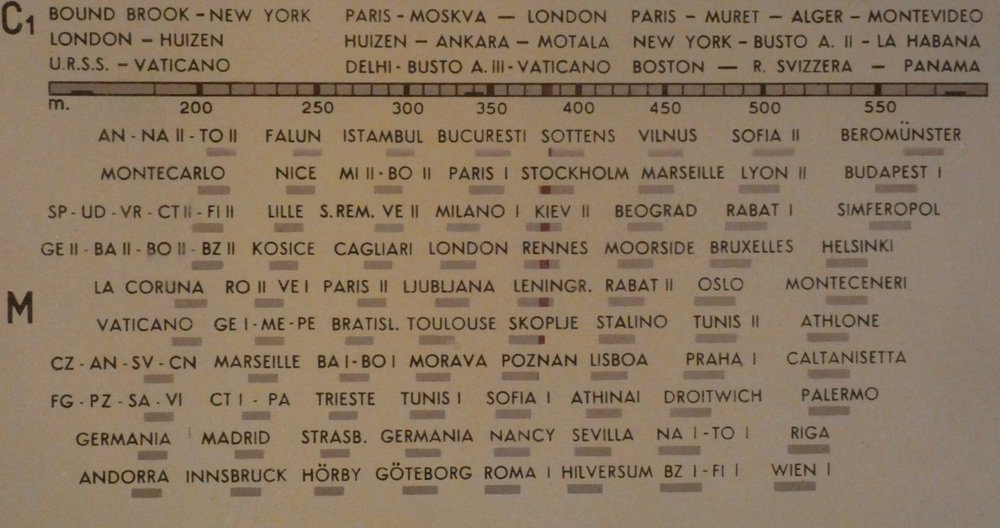 C1 BOUND BROOK - NEW YORK PARIS - MOSKVA — LONDON PARIS - MURET — ALGER - MONTEVIDEO
LONDON — HUIZEN HUIZEN — ANKARA — MOTALA NEW YORK - BUSTO A. II - LA HABANA
U.R.S.S. - VATICANO DELHI - BUSTO A. III - VATICANO BOSTON — R. SVIZZERA — PANAMA
m. 200 250 300 350 400 450 500 550
AN - NA II - TO II FALUN ISTAMBUL BUCURESTI SOTTENS VILNUS SOFIA II BEROMÜNSTER
MONTECARLO NICE MI II - BO II PARIS I STOCKHOLM MARSEILLE LYON II BUDAPEST I
SP - UD - VR - CT II - FI II LILLE S.REM. VE II MILANO I KIEV II BEOGRAD RABAT I SIMFEROPOL
GE II - BA II - BO II - BZ II KOSICE CAGLIARI LONDON RENNES MOORSIDE BRUXELLES HELSINKI
LA CORUNA RO II VE I PARIS II LJUBLJANA LENINGR. RABAT II OSLO MONTECENERI
M
VATICANO GE I - ME - PE BRATISL. TOULOUSE SKOPLJE STALINO TUNIS II ATHLONE
CZ - AN - SV - CN MARSEILLE BA I - BO I MORAVA POZNAN LISBOA PRAHA I CALTANISETTA
FG - PZ - SA - VI CT I - PA TRIESTE TUNIS I SOFIA I ATHINAI DROITWICH PALERMO
GERMANIA MADRID STRASB. GERMANIA NANCY SEVILLA NA I - TO I RIGA
ANDORRA INNSBRUCK HÖRBY GÖTEBORG ROMA I HILVERSUM BZ I - FI I WIEN I